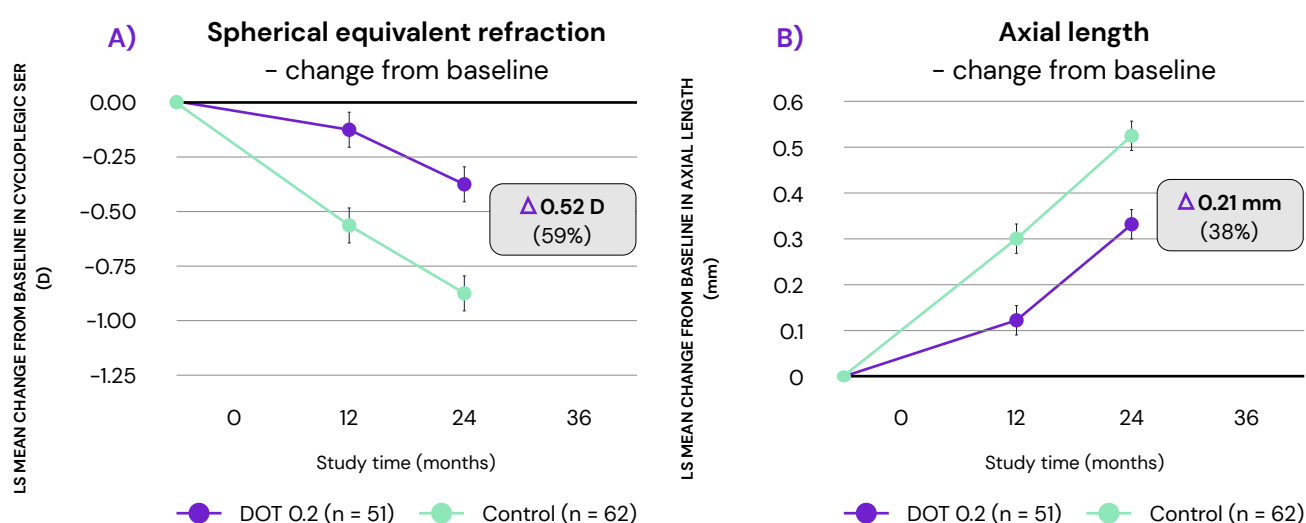 A)
Spherical equivalent refraction
– change from baseline
LS MEAN CHANGE FROM BASELINE IN CYCLOPLEGIC SER
(D)
0.00
–0.25
–0.50
–0.75
–1.00
–1.25
Δ 0.52 D
(59%)
0 12 24 36
Study time (months)
DOT 0.2 (n = 51) Control (n = 62)
B)
Axial length
– change from baseline
LS MEAN CHANGE FROM BASELINE IN AXIAL LENGTH
(mm)
0.6
0.5
0.4
0.3
0.2
0.1
0
Δ 0.21 mm
(38%)
0 12 24 36
Study time (months)
DOT 0.2 (n = 51) Control (n = 62)